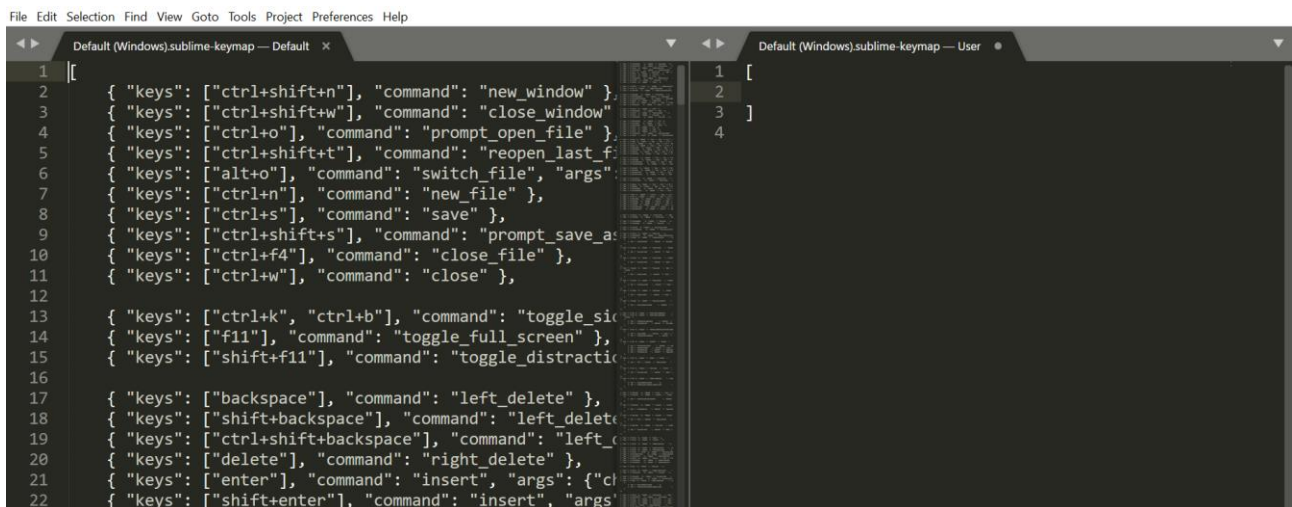 File Edit Selection Find View Goto Tools Project Preferences Help
Default (Windows).sublime-keymap — Default ×
1 [
2 { "keys": ["ctrl+shift+n"], "command": "new_window" },
3 { "keys": ["ctrl+shift+w"], "command": "close_window"
4 { "keys": ["ctrl+o"], "command": "prompt_open_file" },
5 { "keys": ["ctrl+shift+t"], "command": "reopen_last_fi
6 { "keys": ["alt+o"], "command": "switch_file", "args":
7 { "keys": ["ctrl+n"], "command": "new_file" },
8 { "keys": ["ctrl+s"], "command": "save" },
9 { "keys": ["ctrl+shift+s"], "command": "prompt_save_as
10 { "keys": ["ctrl+f4"], "command": "close_file" },
11 { "keys": ["ctrl+w"], "command": "close" },
12
13 { "keys": ["ctrl+k", "ctrl+b"], "command": "toggle_sid
14 { "keys": ["f11"], "command": "toggle_full_screen" },
15 { "keys": ["shift+f11"], "command": "toggle_distractio
16
17 { "keys": ["backspace"], "command": "left_delete" },
18 { "keys": ["shift+backspace"], "command": "left_delete
19 { "keys": ["ctrl+shift+backspace"], "command": "left_d
20 { "keys": ["delete"], "command": "right_delete" },
21 { "keys": ["enter"], "command": "insert", "args": {"ch
22 { "keys": ["shift+enter"], "command": "insert", "args"
Default (Windows).sublime-keymap — User
1 [
2
3 ]
4